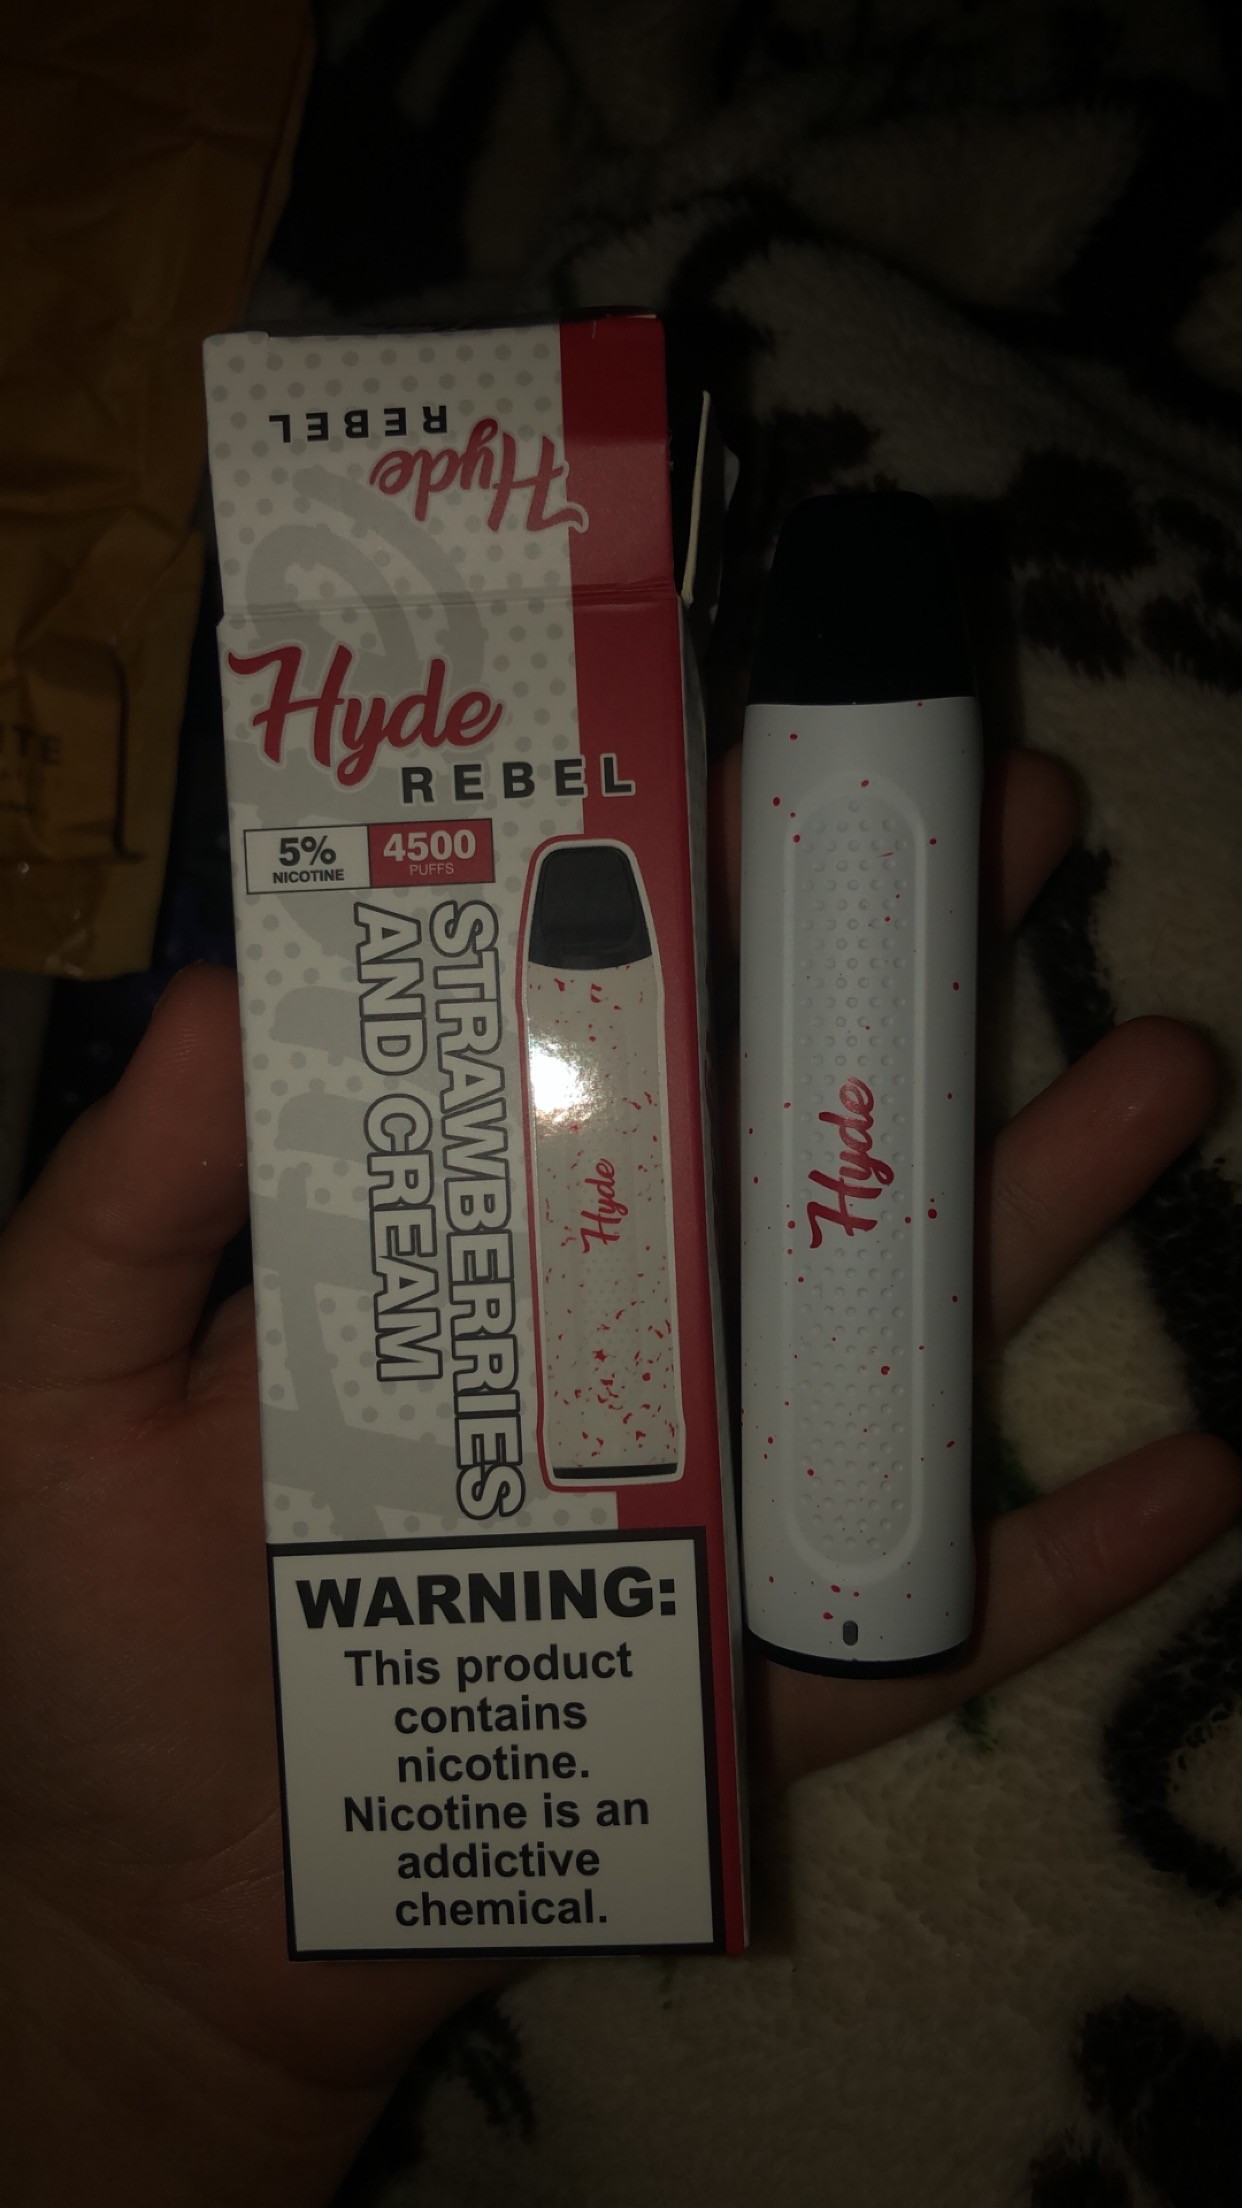 Hyde
REBEL
Hyde
REBEL
5%
NICOTINE
4500
PUFFS
STRAWBERRIES
AND CREAM
Hyde
WARNING:
This product
contains
nicotine.
Nicotine is an
addictive
chemical.
Hyde